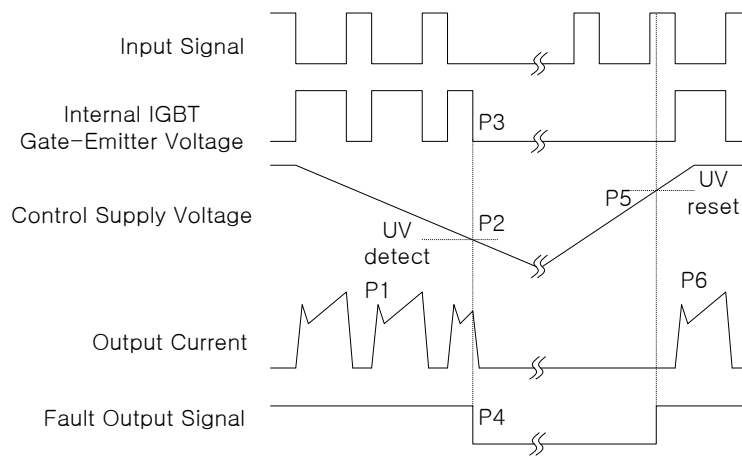 Input Signal
Internal IGBT
Gate-Emitter Voltage
P3
Control Supply Voltage
UV
detect
P2
P5
UV
reset
P1
P6
Output Current
Fault Output Signal
P4